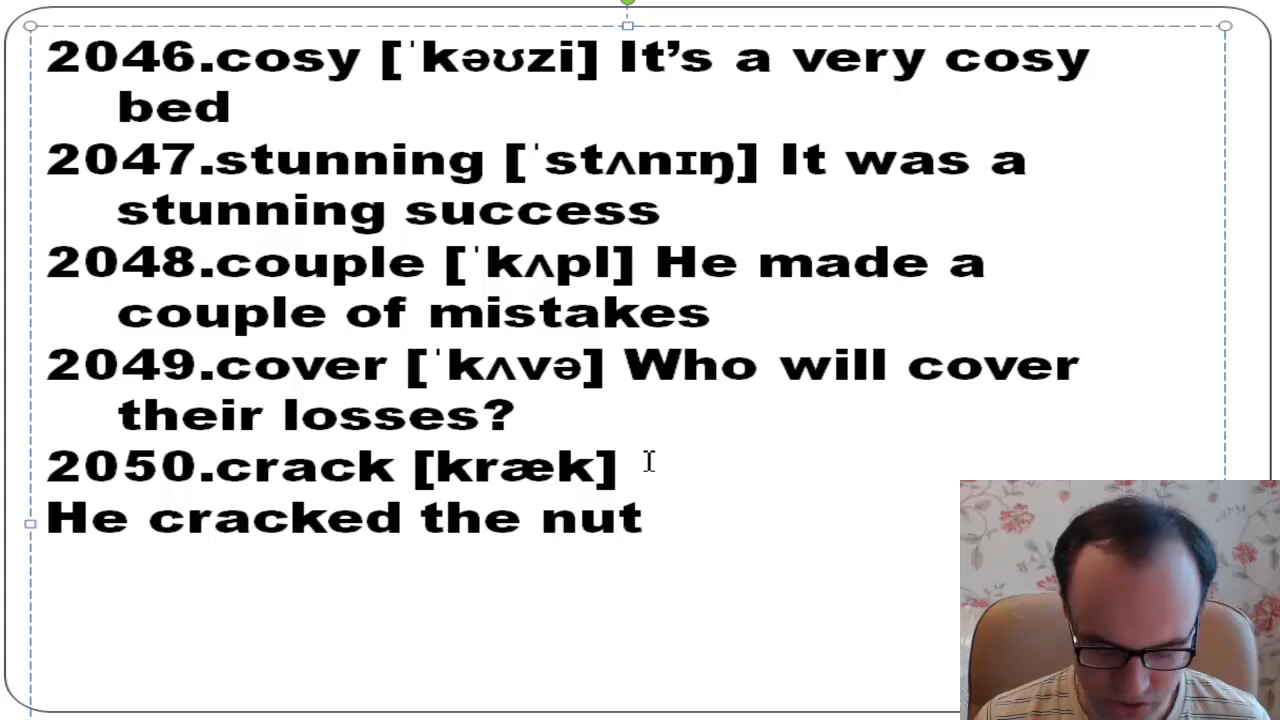 2046.cosy [ˈkəʊzi] It’s a very cosy
bed
2047.stunning [ˈstʌnɪŋ] It was a
stunning success
2048.couple [ˈkʌpl] He made a
couple of mistakes
2049.cover [ˈkʌvə] Who will cover
their losses?
2050.crack [kræk]
He cracked the nut